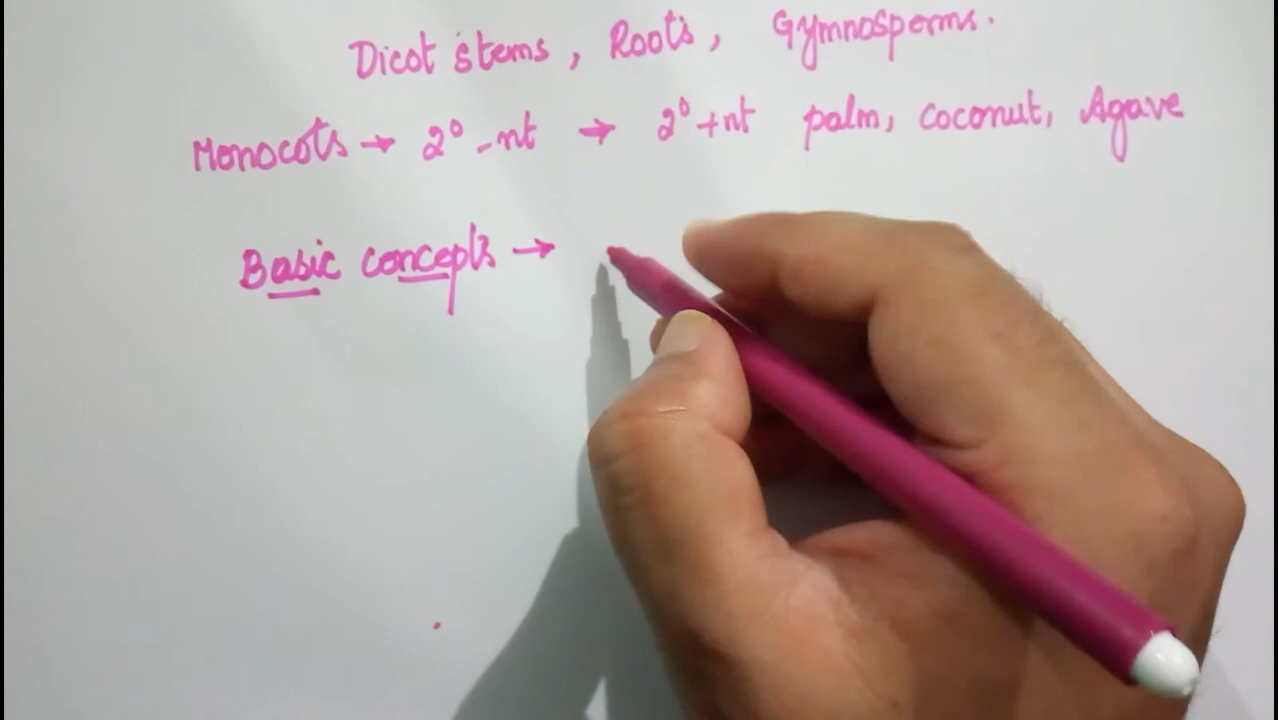 Dicot stems, Roots, Gymnosperms.
Monocots → 2° -nt → 2° +nt palm, coconut, Agave
Basic concepts →